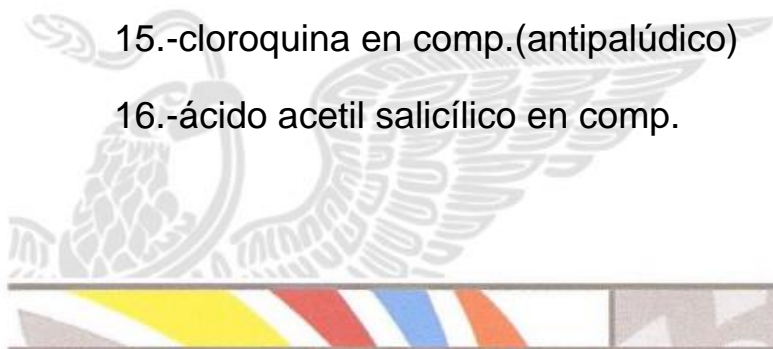 15.-cloroquina en comp.(antipalúdico)
16.-ácido acetil salicílico en comp.